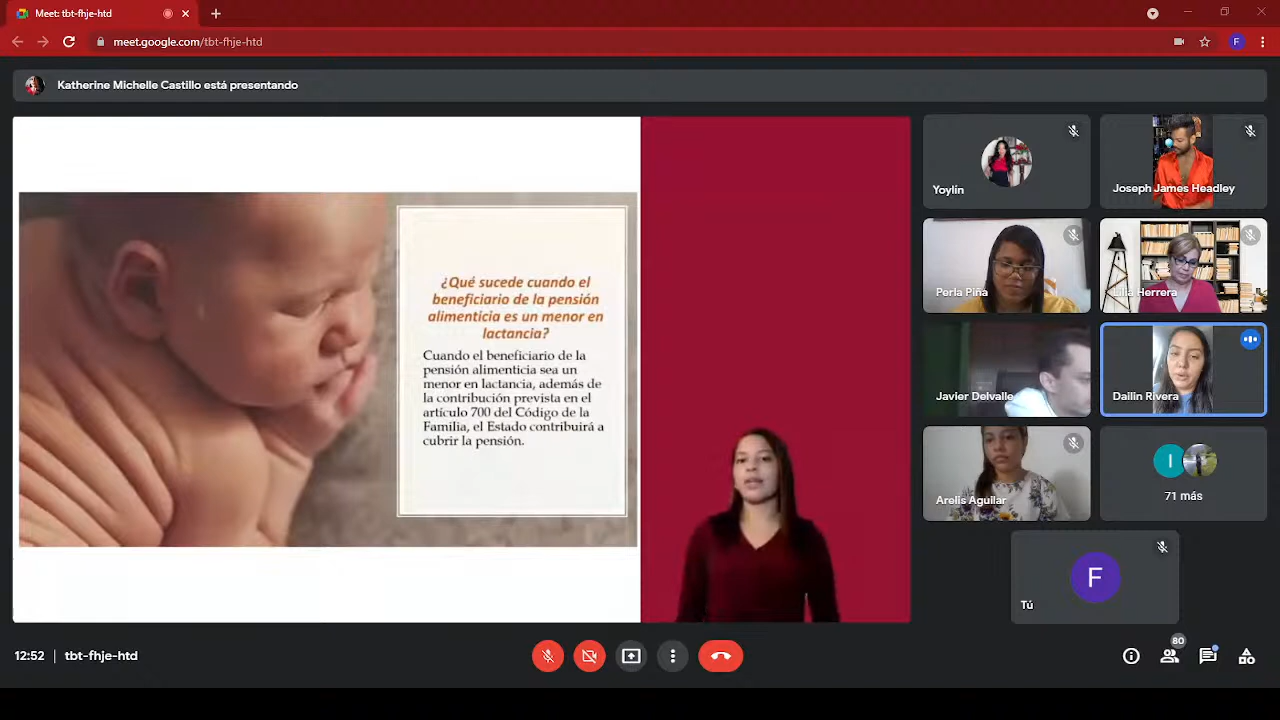 Meet: tbt-fhje-htd
meet.google.com/tbt-fhje-htd
F
Katherine Michelle Castillo está presentando
¿Qué sucede cuando el
beneficiario de la pensión
alimenticia es un menor en
lactancia?
Cuando el beneficiario de la
pensión alimenticia sea un
menor en lactancia, además de
la contribución prevista en el
artículo 700 del Código de la
Familia, el Estado contribuirá a
cubrir la pensión.
Yoylín
Joseph James Headley
Perla Piña
Lilia Herrera
Javier Delvalle
Dailin Rivera
Arelis Aguilar
I
71 más
F
Tú
12:52 | tbt-fhje-htd
80